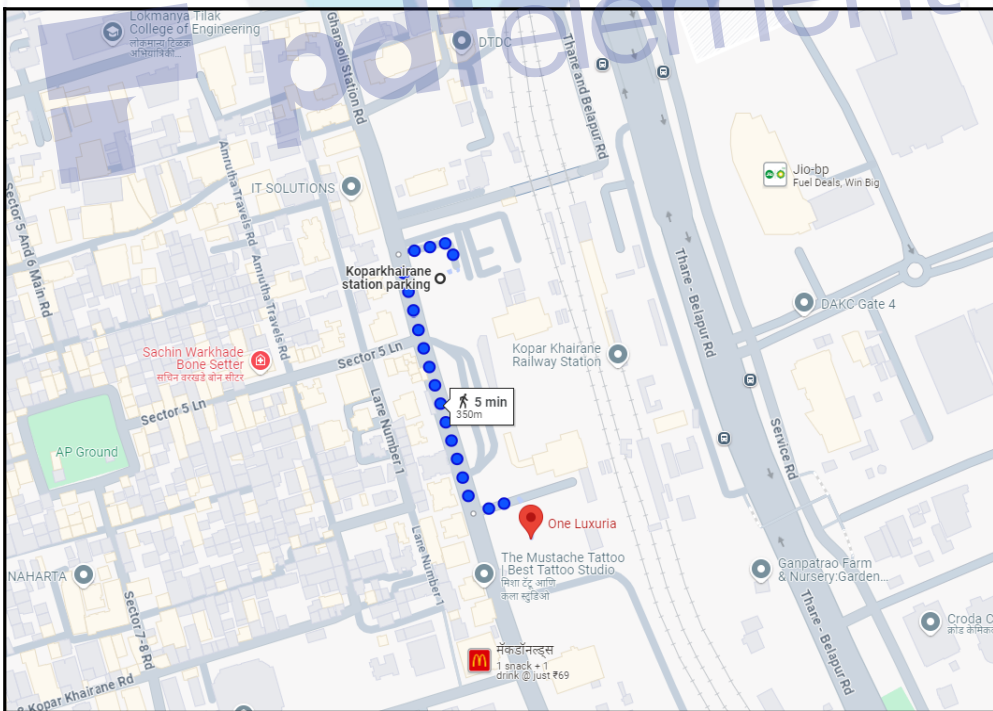 pdfelement
Lokmanya Tilak
College of Engineering
लोकमान्य टिळक
अभियांत्रिकी...
Ghansoli Station Rd
DTDC
Thane and Belapur Rd
Jio-bp
Fuel Deals, Win Big
IT SOLUTIONS
Amrutha Travels Rd
Amrutha Travels Rd
Sector 5 And 6 Main Rd
Koparkhairane
station parking
DAKC Gate 4
Thane - Belapur Rd
Sachin Warkhade
Bone Setter
सचिन वरखडे बोन सीटर
Sector 5 Ln
Kopar Khairane
Railway Station
Sector 5 Ln
5 min
350m
Lane Number 1
AP Ground
Service Rd
One Luxuria
Lane Number 1
The Mustache Tattoo
| Best Tattoo Studio
मिशा टॅटू आणि
कला स्टुडिओ
Ganpatrao Farm
& Nursery;Garden...
NAHARTA
Sector 7-8 Rd
Thane - Belapur Rd
Croda C
मॅकडॉनल्ड्स
1 snack + 1
drink @ just ₹69
Kopar Khairane Rd